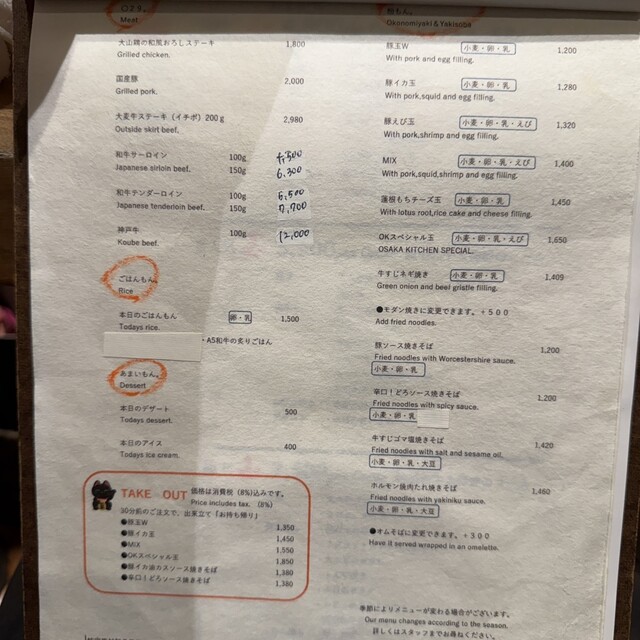 Meat.
大山鶏の和風おろしステーキ 1,800
Grilled chicken.
国産豚 2,000
Grilled pork.
大麦牛ステーキ（イチボ）200g 2,980
Outside skirt beef.
和牛サーロイン 100g 4,500
Japanese sirloin beef. 150g 6,300
和牛テンダーロイン 100g 5,500
Japanese tenderloin beef. 150g 7,700
神戸牛 100g 12,000
Koube beef.
ごはんもん。
Rice
本日のごはんもん 卵・乳 1,500
Todays rice.
・A5和牛の炙りごはん
あまいもん。
Dessert
本日のデザート 500
Todays dessert.
本日のアイス 400
Todays ice cream.
TAKE OUT 価格は消費税（8%）込みです。
Price includes tax. (8%)
30分前のご注文で、出来立て「お持ち帰り」
●豚玉W 1,350
●豚イカ玉 1,450
●MIX 1,550
●OKスペシャル玉 1,850
●豚イカ油のスソース焼きそば 1,380
●辛口！どろソース焼きそば 1,380
Okonomiyaki & Yakisoba
豚玉W 小麦・卵・乳 1,200
With pork and egg filling.
豚イカ玉 小麦・卵・乳 1,280
With pork,squid and egg filling.
豚えび玉 小麦・卵・乳・えび 1,320
With pork,shrimp and egg filling.
MIX 小麦・卵・乳・えび 1,400
With pork,squid,shrimp and egg filling.
蓮根もちチーズ玉 小麦・卵・乳 1,450
With lotus root,rice cake and cheese filling.
OKスペシャル玉 小麦・卵・乳・えび 1,650
OSAKA KITCHEN SPECIAL.
牛すじネギ焼き 小麦・卵・乳 1,409
Green onion and beef gristle filling.
●モダン焼きに変更できます。+500
Add fried noodles.
豚ソース焼きそば 1,200
Fried noodles with Worcestershire sauce.
小麦・卵・乳
辛口！どろソース焼きそば 1,200
Fried noodles with spicy sauce.
小麦・卵・乳
牛すじゴマ塩焼きそば 1,420
Fried noodles with salt and sesame oil.
小麦・卵・乳・大豆
ホルモン焼肉たれ焼きそば 1,460
Fried noodles with yakiniku sauce.
小麦・卵・乳・大豆
●オムそばに変更できます。+300
Have it served wrapped in an omelette.
季節によりメニューが変わる場合がございます。
Our menu changes according to the season.
詳しくはスタッフまでお尋ねください。